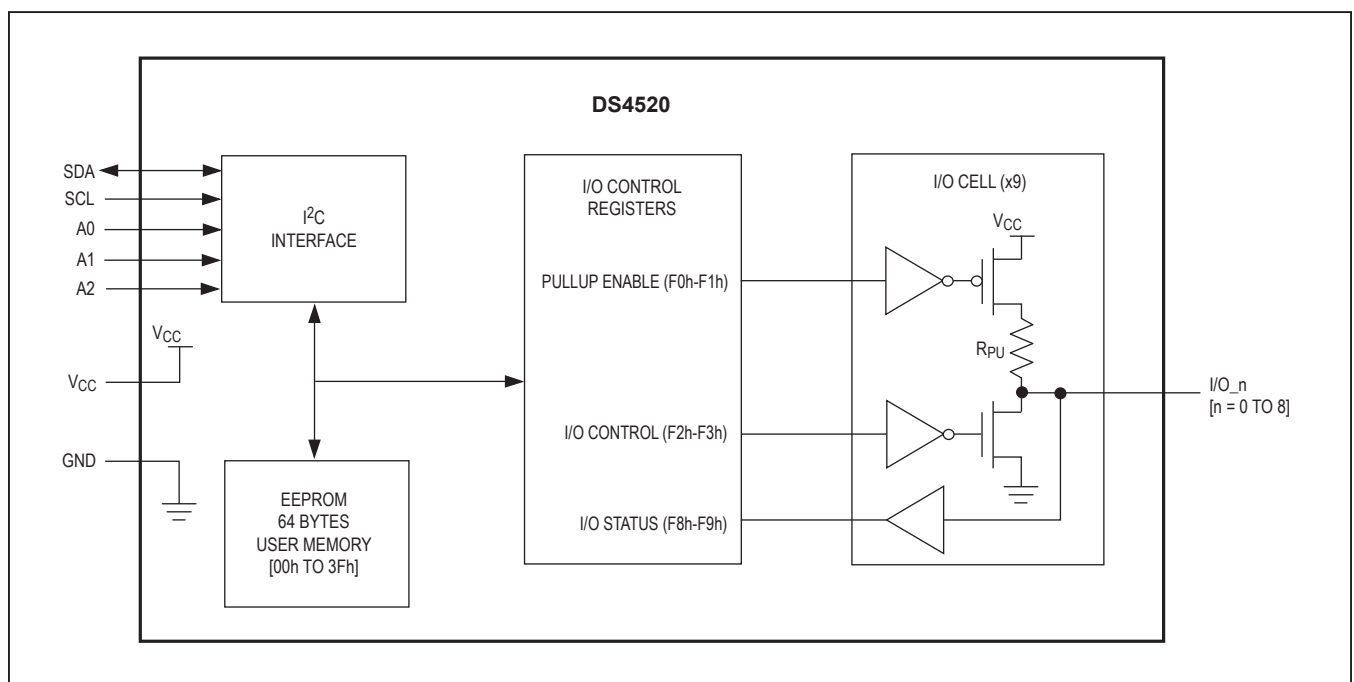 DS4520
SDA
SCL
A0
A1
A2
I²C
INTERFACE
VCC
VCC
GND
EEPROM
64 BYTES
USER MEMORY
[00h TO 3Fh]
I/O CONTROL
REGISTERS
PULLUP ENABLE (F0h-F1h)
I/O CONTROL (F2h-F3h)
I/O STATUS (F8h-F9h)
I/O CELL (x9)
VCC
RPU
I/O_n
[n = 0 TO 8]